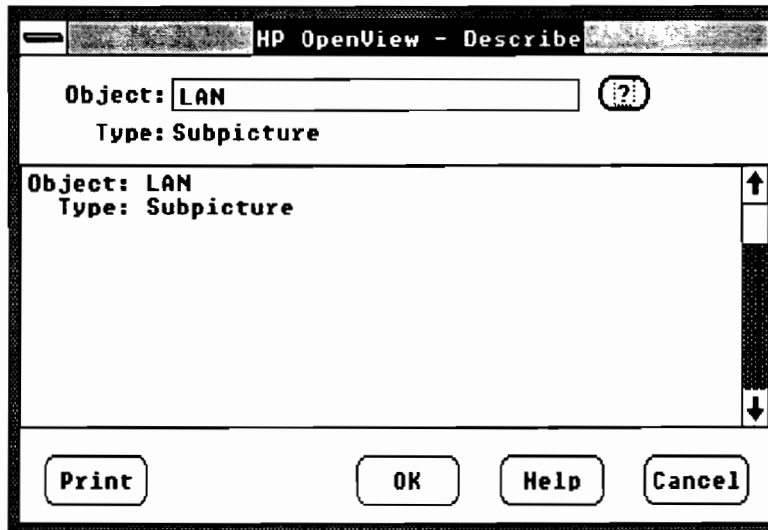 HP OpenView - Describe
Object: LAN
?
Type: Subpicture
Object: LAN
Type: Subpicture
Print OK Help Cancel